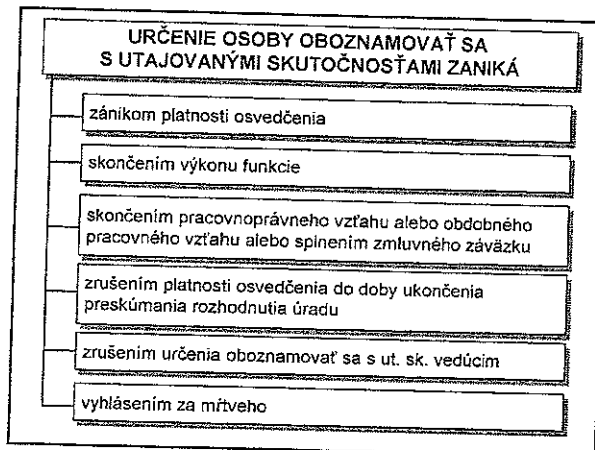 URČENIE OSOBY OBOZNAMOVAŤ SA
S UTAJOVANÝMI SKUTOČNOSŤAMI ZANIKÁ
zánikom platnosti osvedčenia
skončením výkonu funkcie
skončením pracovnoprávneho vzťahu alebo obdobného
pracovného vzťahu alebo splnením zmluvného záväzku
zrušením platnosti osvedčenia do doby ukončenia
preskúmania rozhodnutia úradu
zrušením určenia oboznamovať sa s ut. sk. vedúcim
vyhlásením za mŕtveho